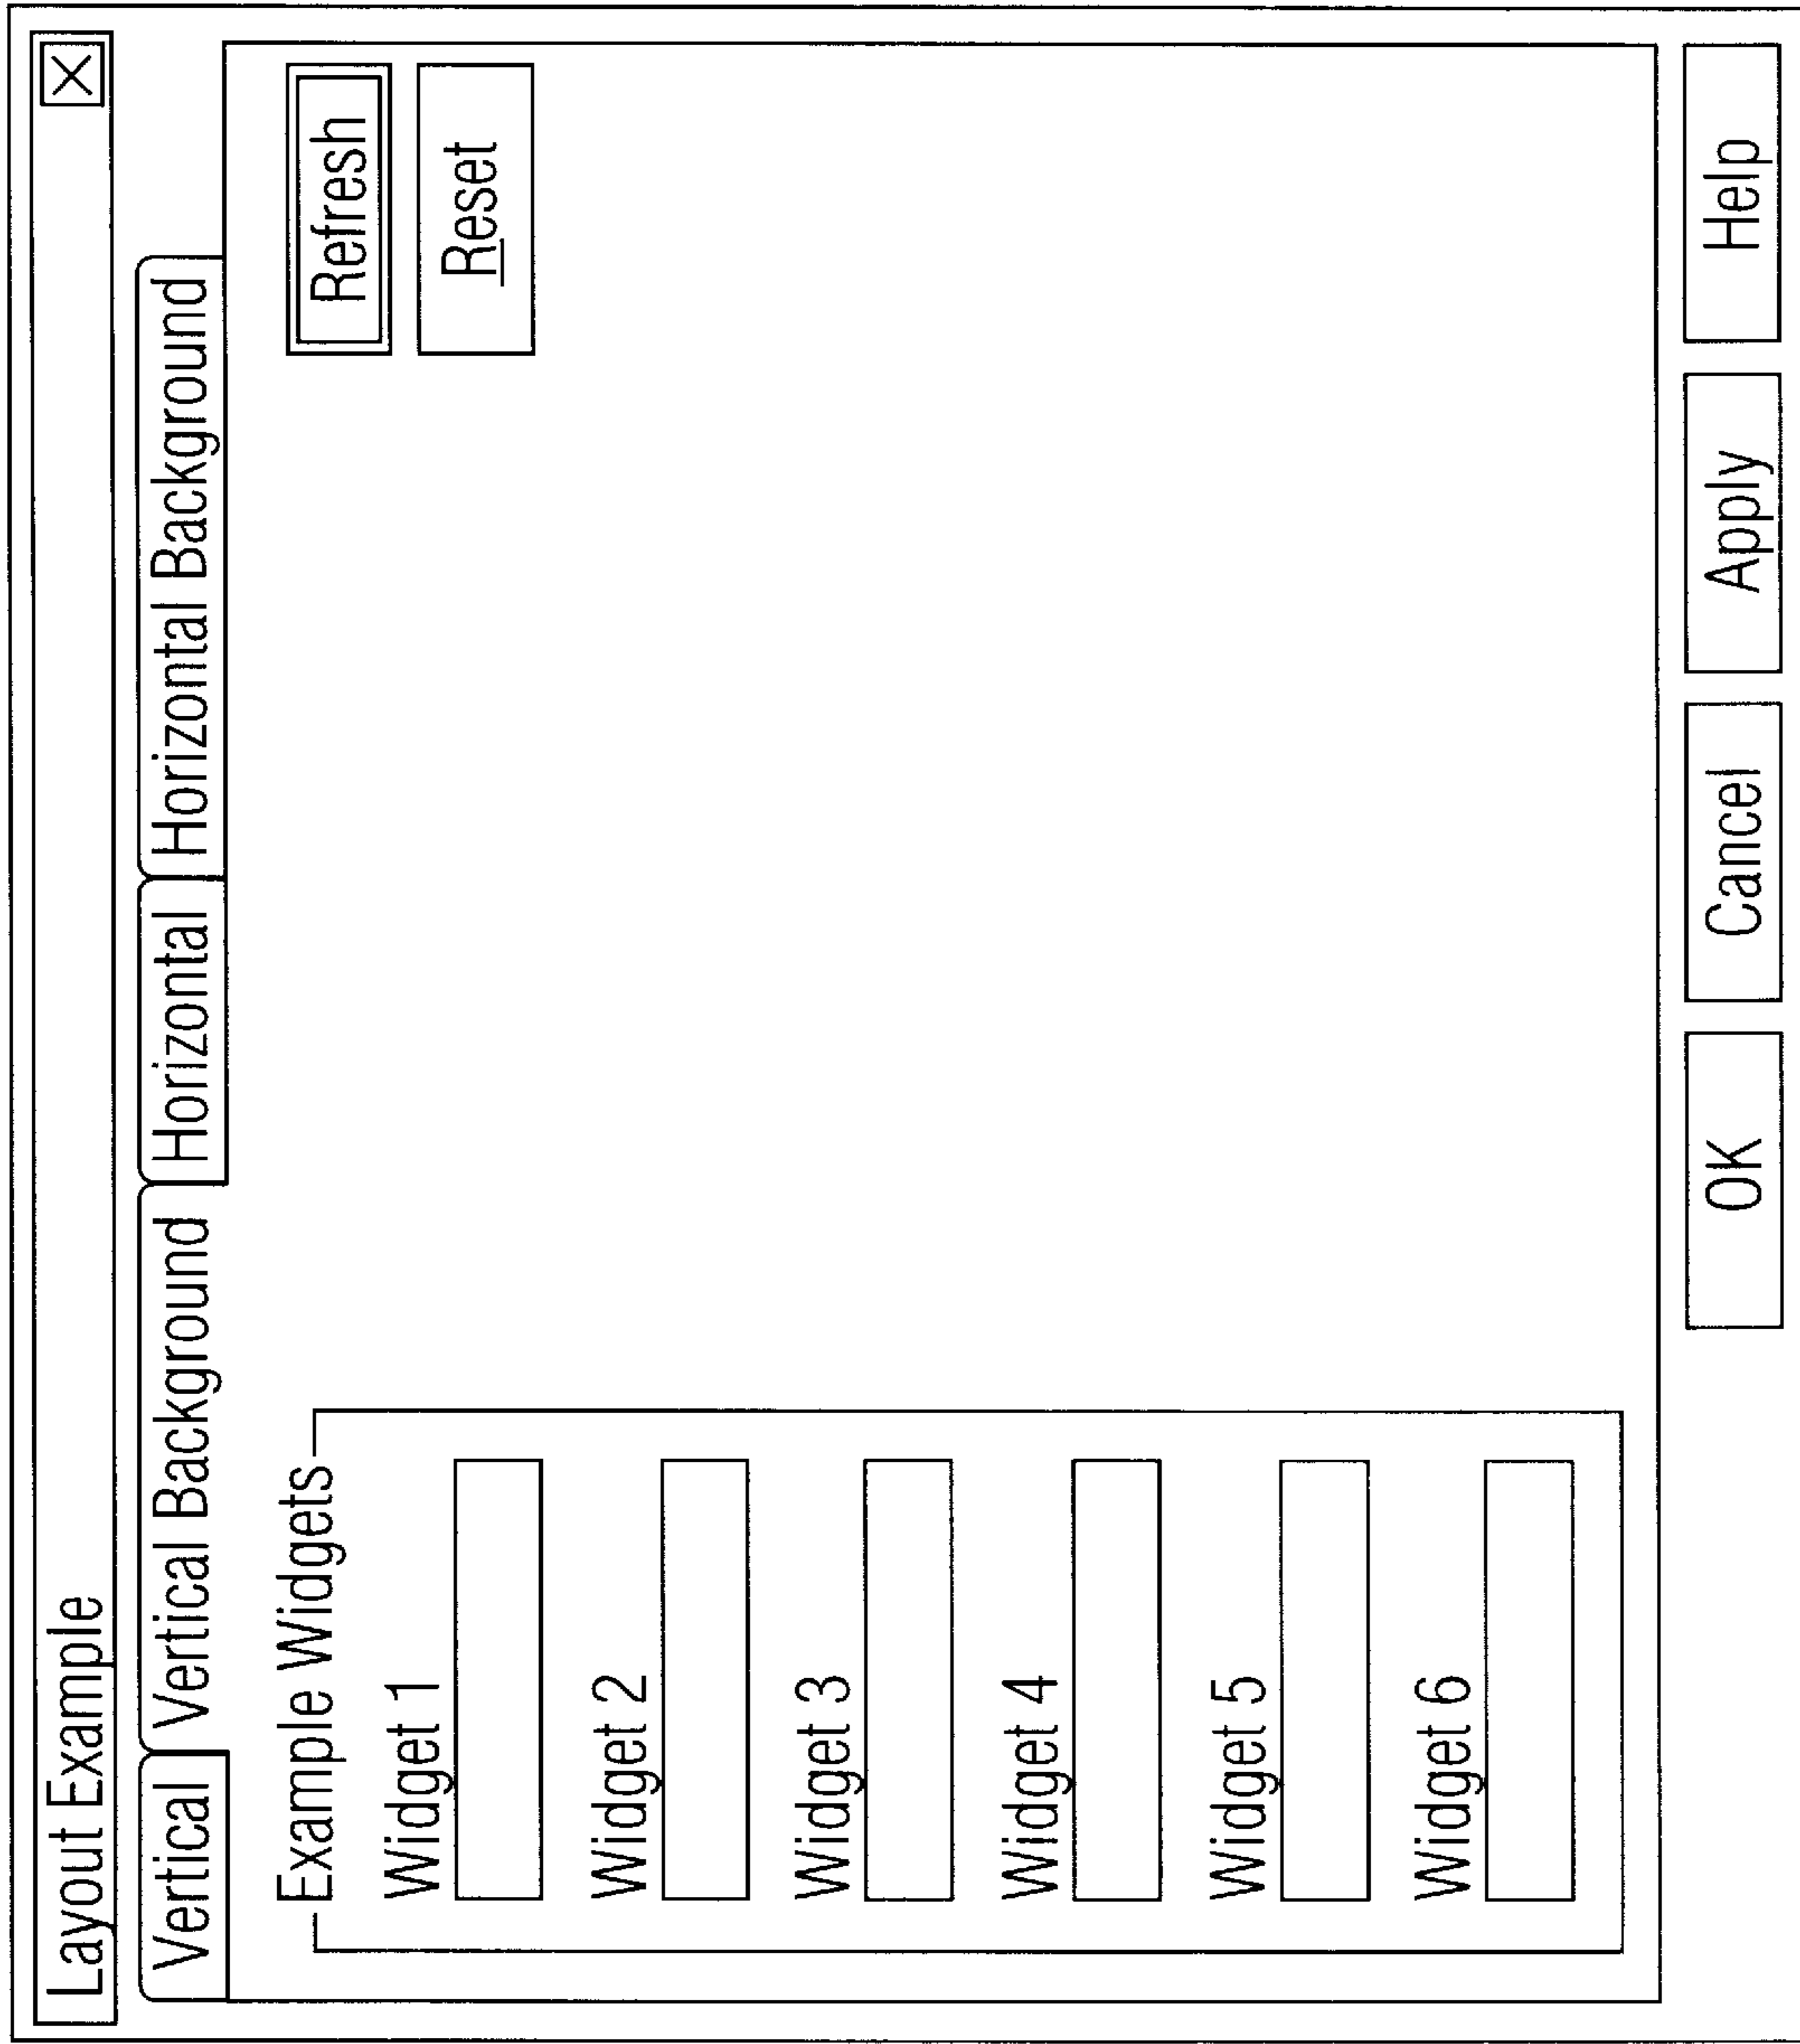 Layout Example
Vertical Vertical Background Horizontal Horizontal Background
Example Widgets
Widget 1
Widget 2
Widget 3
Widget 4
Widget 5
Widget 6
Refresh
Reset
OK Cancel Apply Help